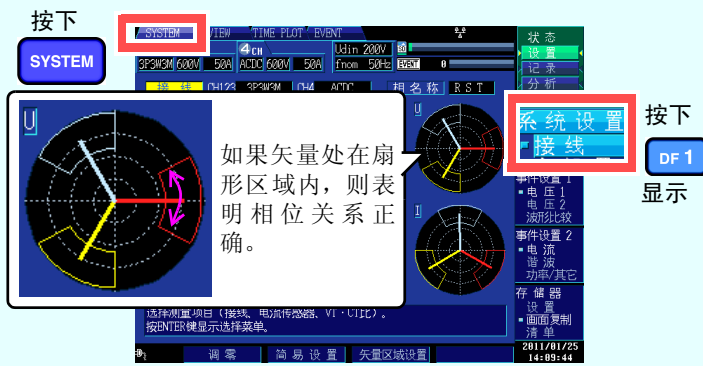 按下
SYSTEM
SYSTEM VIEW TIME PLOT EVENT
4CH
Udin 200V
3P3W3M 600V 50A ACDC 600V 50A fnom 50Hz EVENT 0
接 线 CH123 3P3W3M CH4 ACDC 相 名 称 R S T
U
U
I
如果矢量处在扇
形区域内，则表
明相位关系正
确。
状 态
设 置
记 录
分 析
系 统 设 置
接 线
按下
DF 1
显示
事件设置 1
电 压 1
电 压 2
波形比较
事件设置 2
电 流
谐 波
功率/其它
存 储 器
设 置
画面复制
清 单
选择测量项目（接线、电流传感器、VT・CT比）。
按ENTER键显示选择菜单。
调 零 简 易 设 置 矢量区域设置
2011/01/25
14:09:44